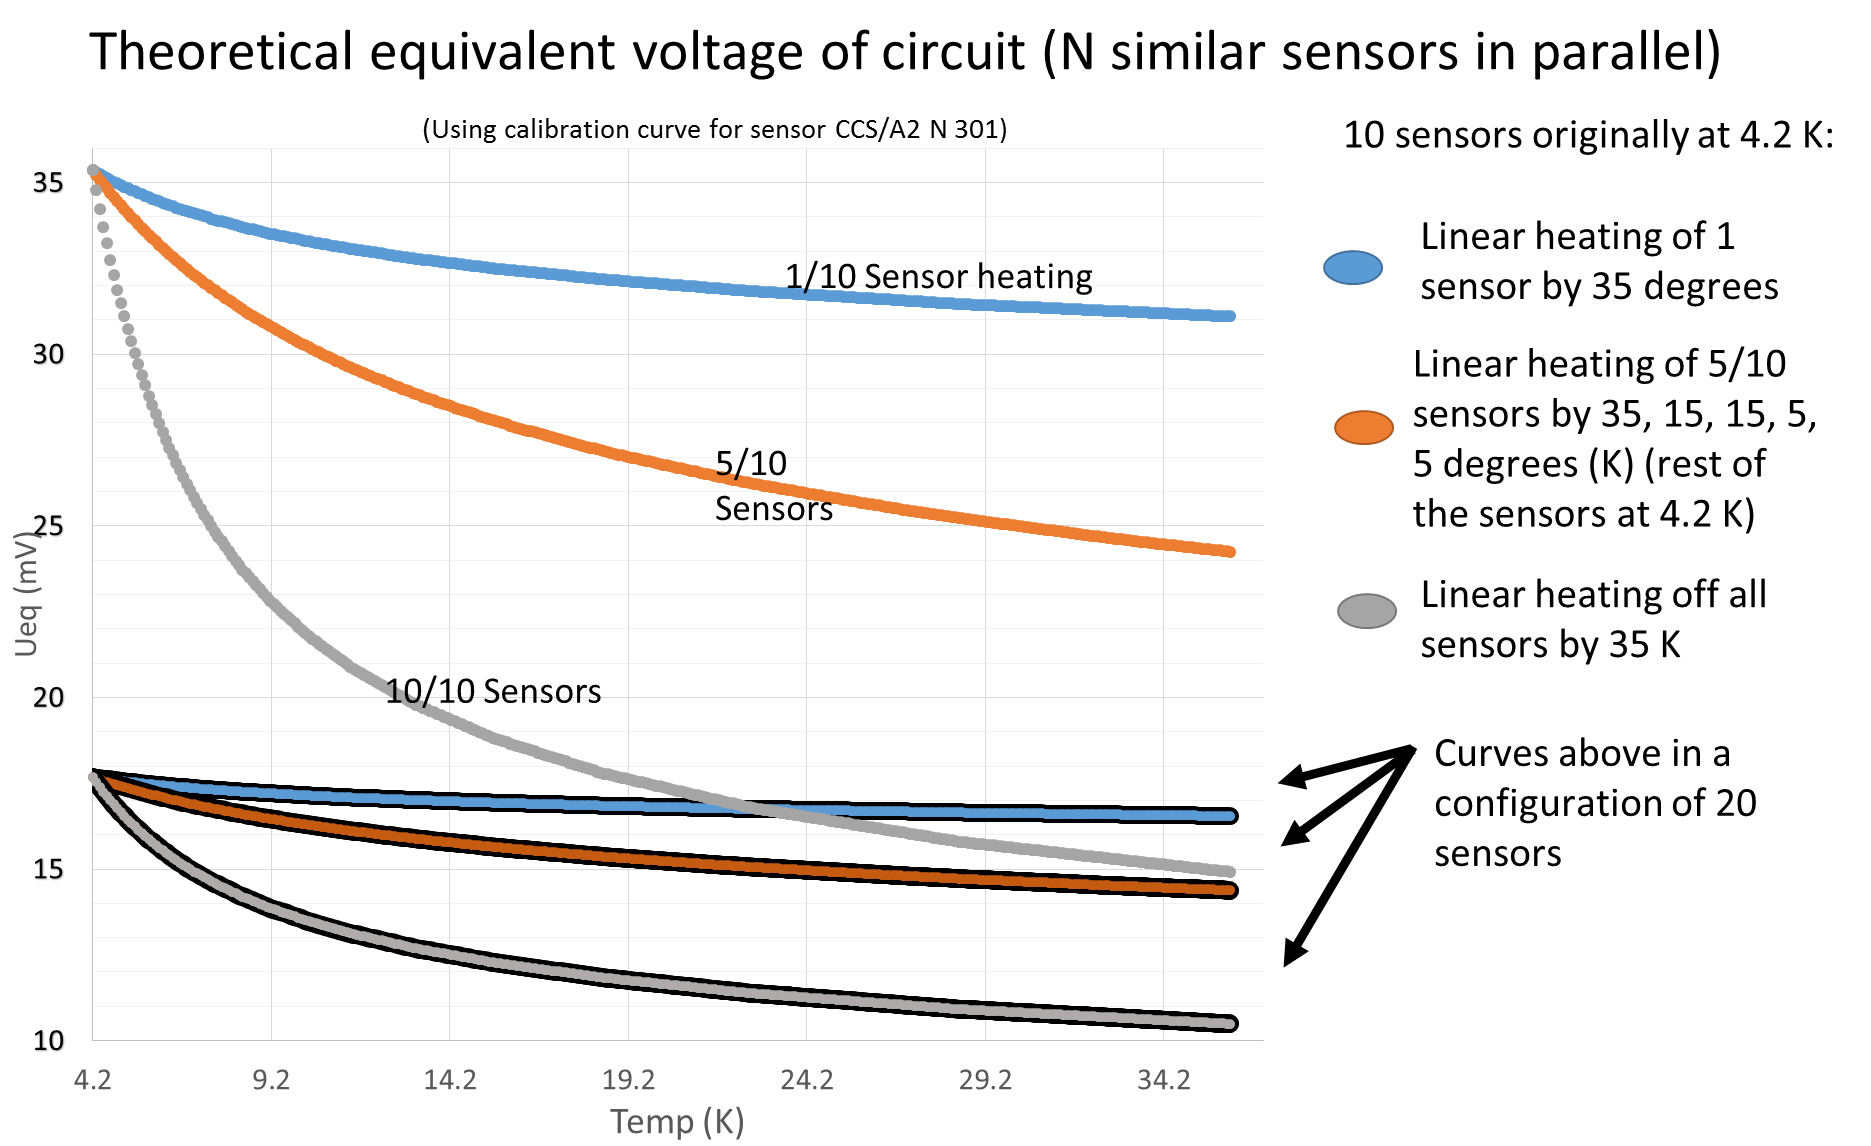 Theoretical equivalent voltage of circuit (N similar sensors in parallel)
(Using calibration curve for sensor CCS/A2 N 301)
10 sensors originally at 4.2 K:
Linear heating of 1
sensor by 35 degrees
Linear heating of 5/10
sensors by 35, 15, 15, 5,
5 degrees (K) (rest of
the sensors at 4.2 K)
Linear heating off all
sensors by 35 K
Curves above in a
configuration of 20
sensors
1/10 Sensor heating
5/10
Sensors
10/10 Sensors
Ueq (mV)
35
30
25
20
15
10
4.2
9.2
14.2
19.2
24.2
29.2
34.2
Temp (K)